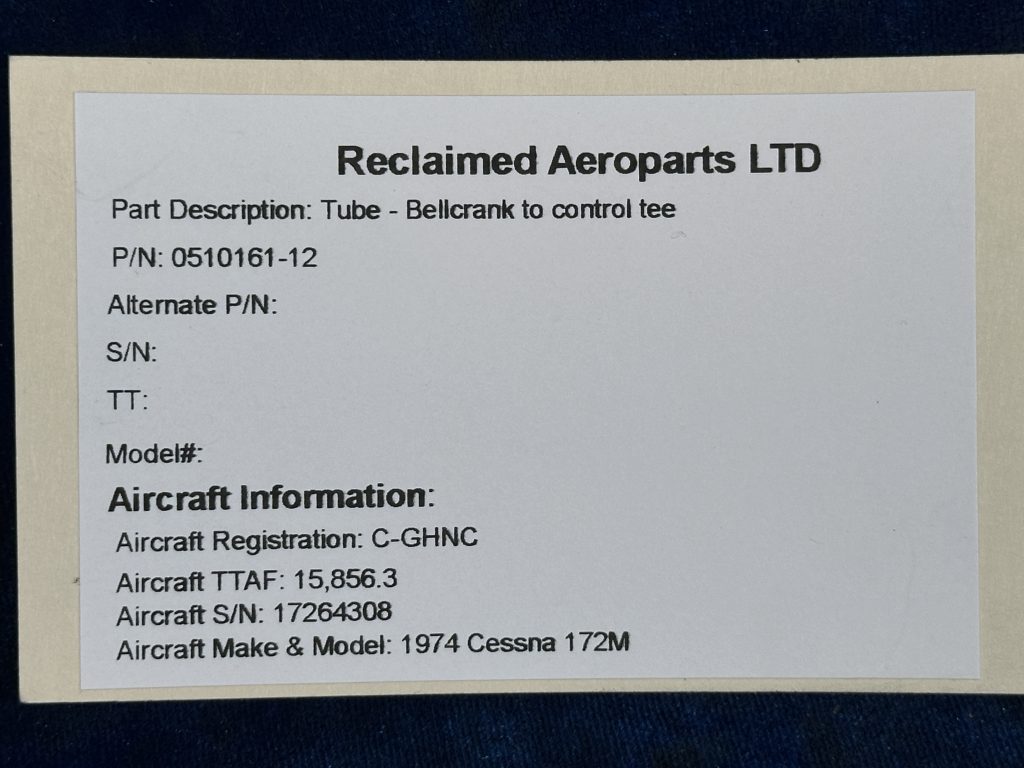 Reclaimed Aeroparts LTD
Part Description: Tube - Bellcrank to control tee
P/N: 0510161-12
Alternate P/N:
S/N:
TT:
Model#:
Aircraft Information:
Aircraft Registration: C-GHNC
Aircraft TTAF: 15,856.3
Aircraft S/N: 17264308
Aircraft Make & Model: 1974 Cessna 172M